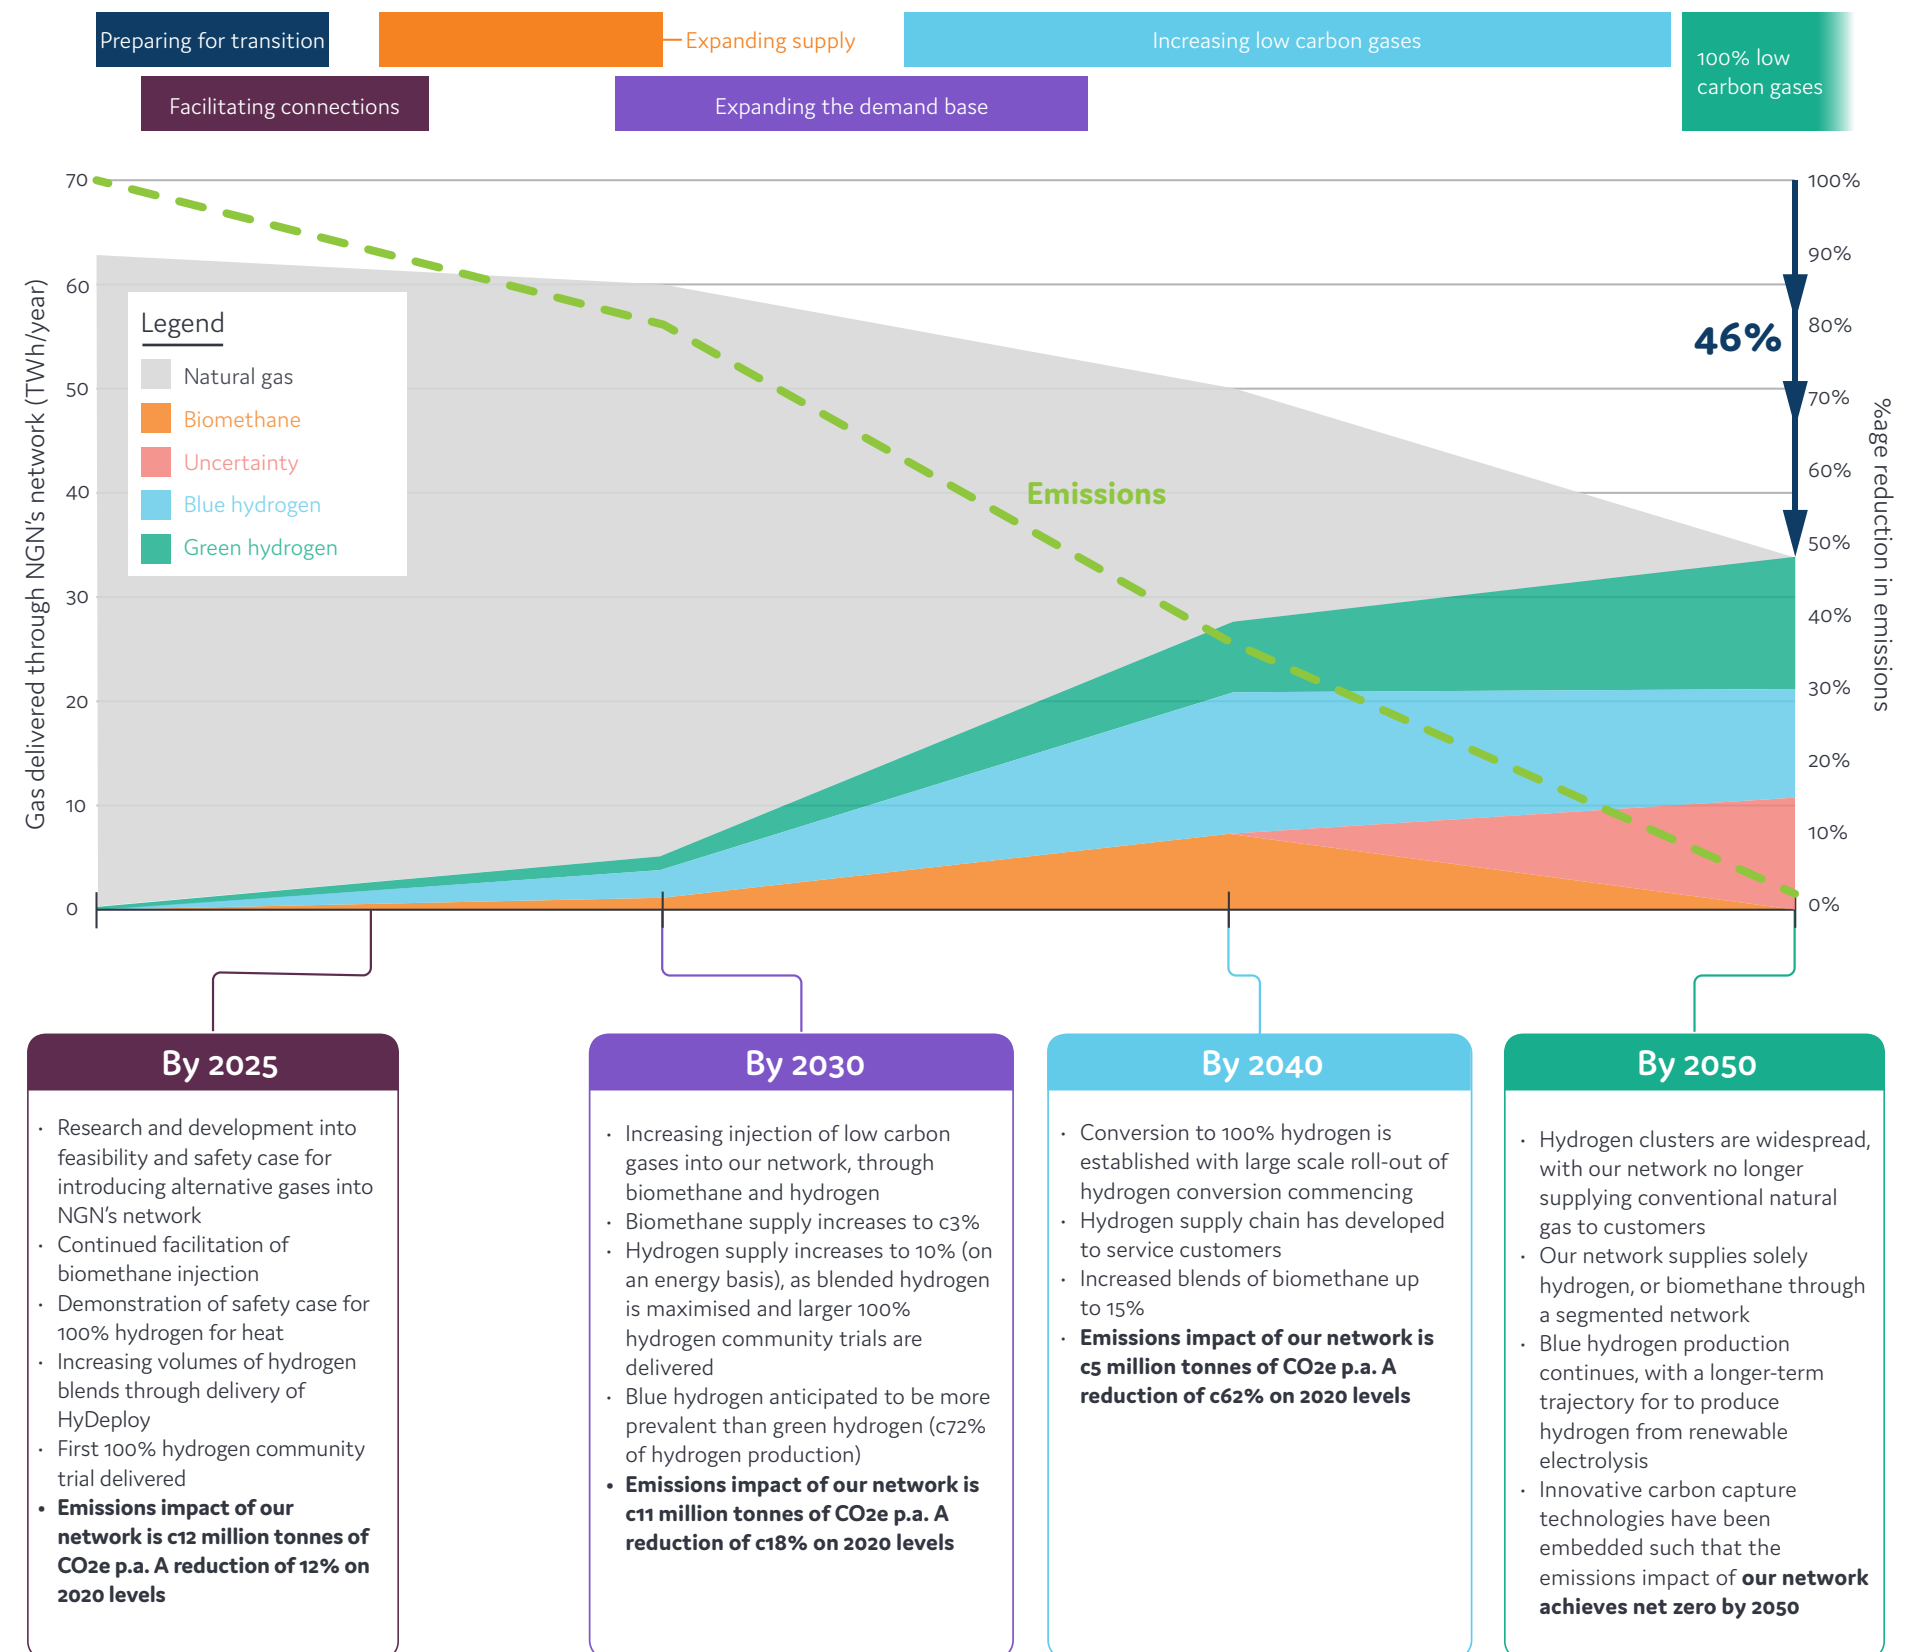 Preparing for transition
Expanding supply
Increasing low carbon gases
100% low
carbon gases
Facilitating connections
Expanding the demand base
Gas delivered through NGN's network (TWh/year)
70
60
50
40
30
20
10
0
Legend
Natural gas
Biomethane
Uncertainty
Blue hydrogen
Green hydrogen
Emissions
46%
100%
90%
80%
70%
60%
50%
40%
30%
20%
10%
0%
%age reduction in emissions
By 2025
· Research and development into
feasibility and safety case for
introducing alternative gases into
NGN's network
· Continued facilitation of
biomethane injection
· Demonstration of safety case for
100% hydrogen for heat
· Increasing volumes of hydrogen
blends through delivery of
HyDeploy
· First 100% hydrogen community
trial delivered
• Emissions impact of our
network is c12 million tonnes of
CO2e p.a. A reduction of 12% on
2020 levels
By 2030
· Increasing injection of low carbon
gases into our network, through
biomethane and hydrogen
· Biomethane supply increases to c3%
· Hydrogen supply increases to 10% (on
an energy basis), as blended hydrogen
is maximised and larger 100%
hydrogen community trials are
delivered
· Blue hydrogen anticipated to be more
prevalent than green hydrogen (c72%
of hydrogen production)
• Emissions impact of our network is
c11 million tonnes of CO2e p.a. A
reduction of c18% on 2020 levels
By 2040
· Conversion to 100% hydrogen is
established with large scale roll-out of
hydrogen conversion commencing
· Hydrogen supply chain has developed
to service customers
· Increased blends of biomethane up
to 15%
· Emissions impact of our network is
c5 million tonnes of CO2e p.a. A
reduction of c62% on 2020 levels
By 2050
· Hydrogen clusters are widespread,
with our network no longer
supplying conventional natural
gas to customers
· Our network supplies solely
hydrogen, or biomethane through
a segmented network
· Blue hydrogen production
continues, with a longer-term
trajectory for to produce
hydrogen from renewable
electrolysis
· Innovative carbon capture
technologies have been
embedded such that the
emissions impact of our network
achieves net zero by 2050